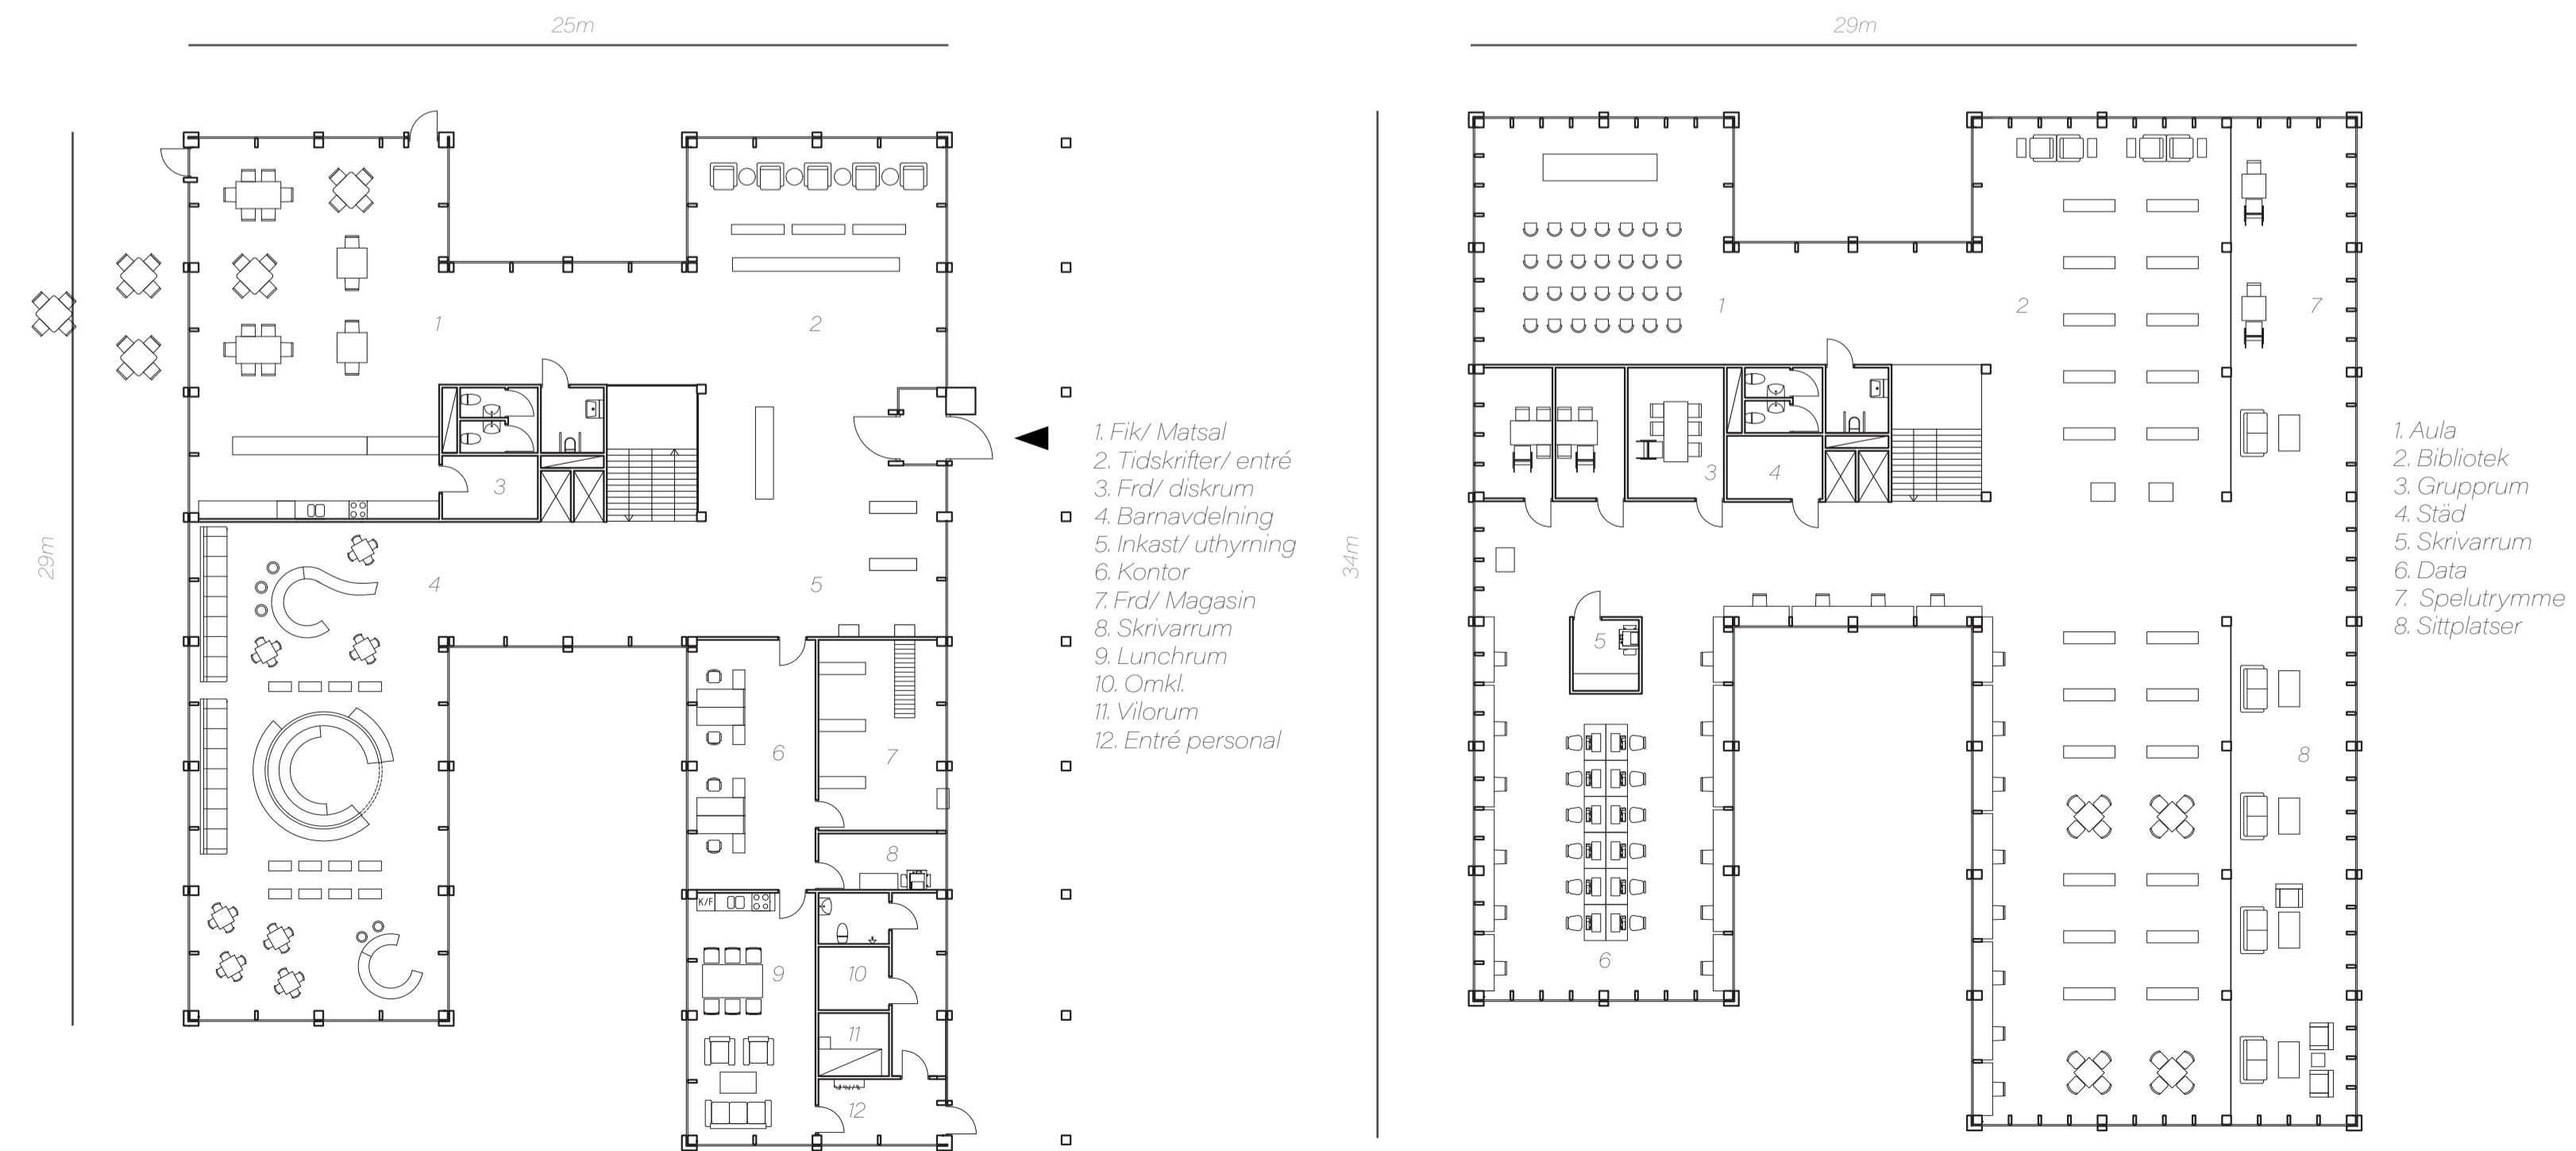 25m
29m
1
2
3
4
5
6
7
8
K/F
9
10
11
12
1. Fik/ Matsal
2. Tidskrifter/ entré
3. Frd/ diskrum
4. Barnavdelning
5. Inkast/ uthyrning
6. Kontor
7. Frd/ Magasin
8. Skrivarrum
9. Lunchrum
10. Omkl.
11. Vilorum
12. Entré personal
29m
34m
1
2
7
3
4
5
8
6
1. Aula
2. Bibliotek
3. Grupprum
4. Städ
5. Skrivarrum
6. Data
7. Spelutrymme
8. Sittplatser